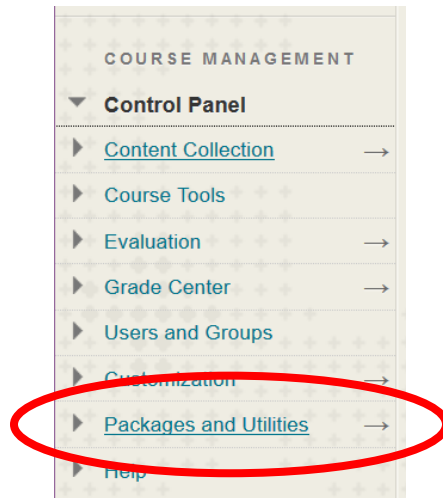 COURSE MANAGEMENT
Control Panel
Content Collection →
Course Tools
Evaluation →
Grade Center →
Users and Groups
Customization →
Packages and Utilities →
Help